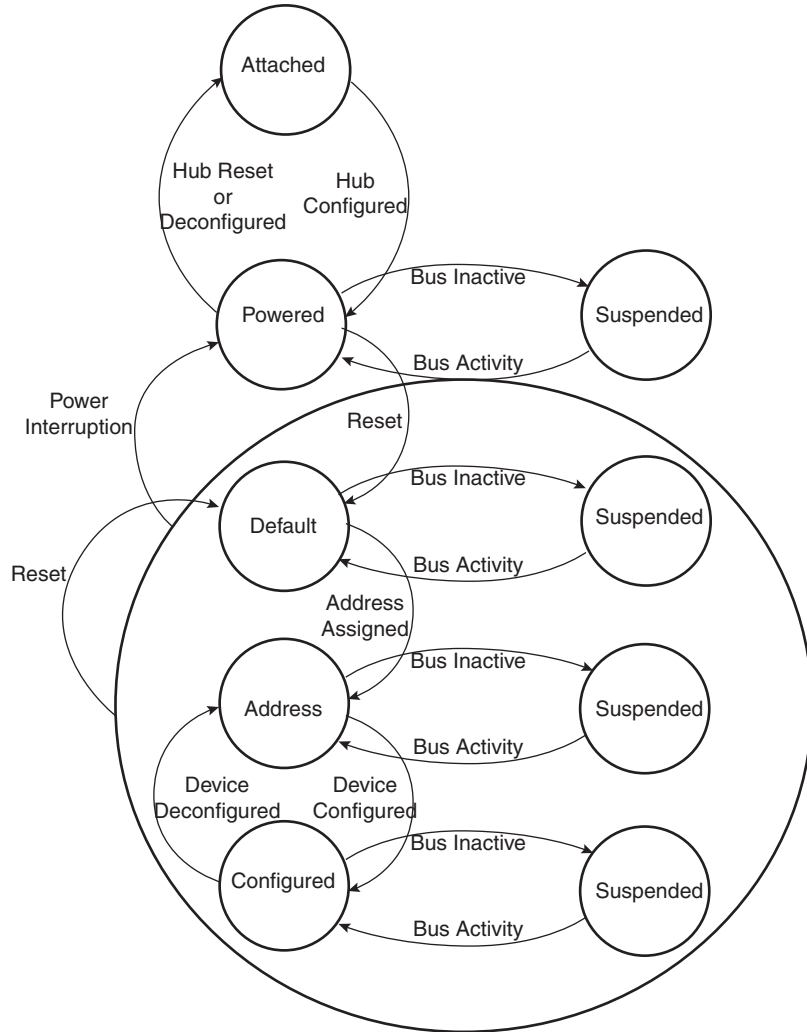 Attached
Hub Reset
or
Deconfigured
Hub
Configured
Bus Inactive
Powered
Suspended
Bus Activity
Power
Interruption
Reset
Bus Inactive
Default
Suspended
Bus Activity
Reset
Address
Assigned
Bus Inactive
Address
Suspended
Bus Activity
Device
Deconfigured
Device
Configured
Bus Inactive
Configured
Suspended
Bus Activity